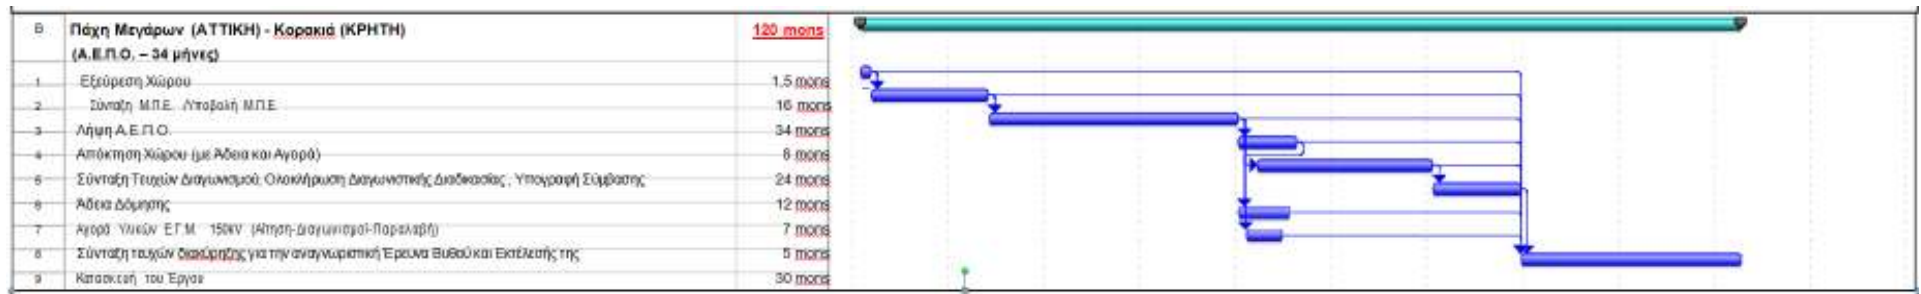 Β Πάχη Μεγάρων (ΑΤΤΙΚΗ) - Κορακιά (ΚΡΗΤΗ) 120 mons
(Α.Ε.Π.Ο. – 34 μήνες)
1 Εξεύρεση Χώρου 1.5 mons
2 Σύνταξη Μ.Π.Ε. /Υποβολή Μ.Π.Ε. 16 mons
3 Λήψη Α.Ε.Π.Ο. 34 mons
4 Απόκτηση Χώρου (με Άδεια και Αγορά) 8 mons
5 Σύνταξη Τευχών Διαγωνισμού, Ολοκλήρωση Διαγωνιστικής Διαδικασίας , Υπογραφή Σύμβασης 24 mons
6 Άδεια Δόμησης 12 mons
7 Αγορά Υλικών Ε.Γ.Μ. 150kV (Αίτηση-Διαγωνισμοί-Παραλαβή) 7 mons
8 Σύνταξη τευχών διακύρηξης για την αναγνωριστική Έρευνα Βυθού και Εκτέλεσής της 5 mons
9 Κατασκευή του Έργου 30 mons